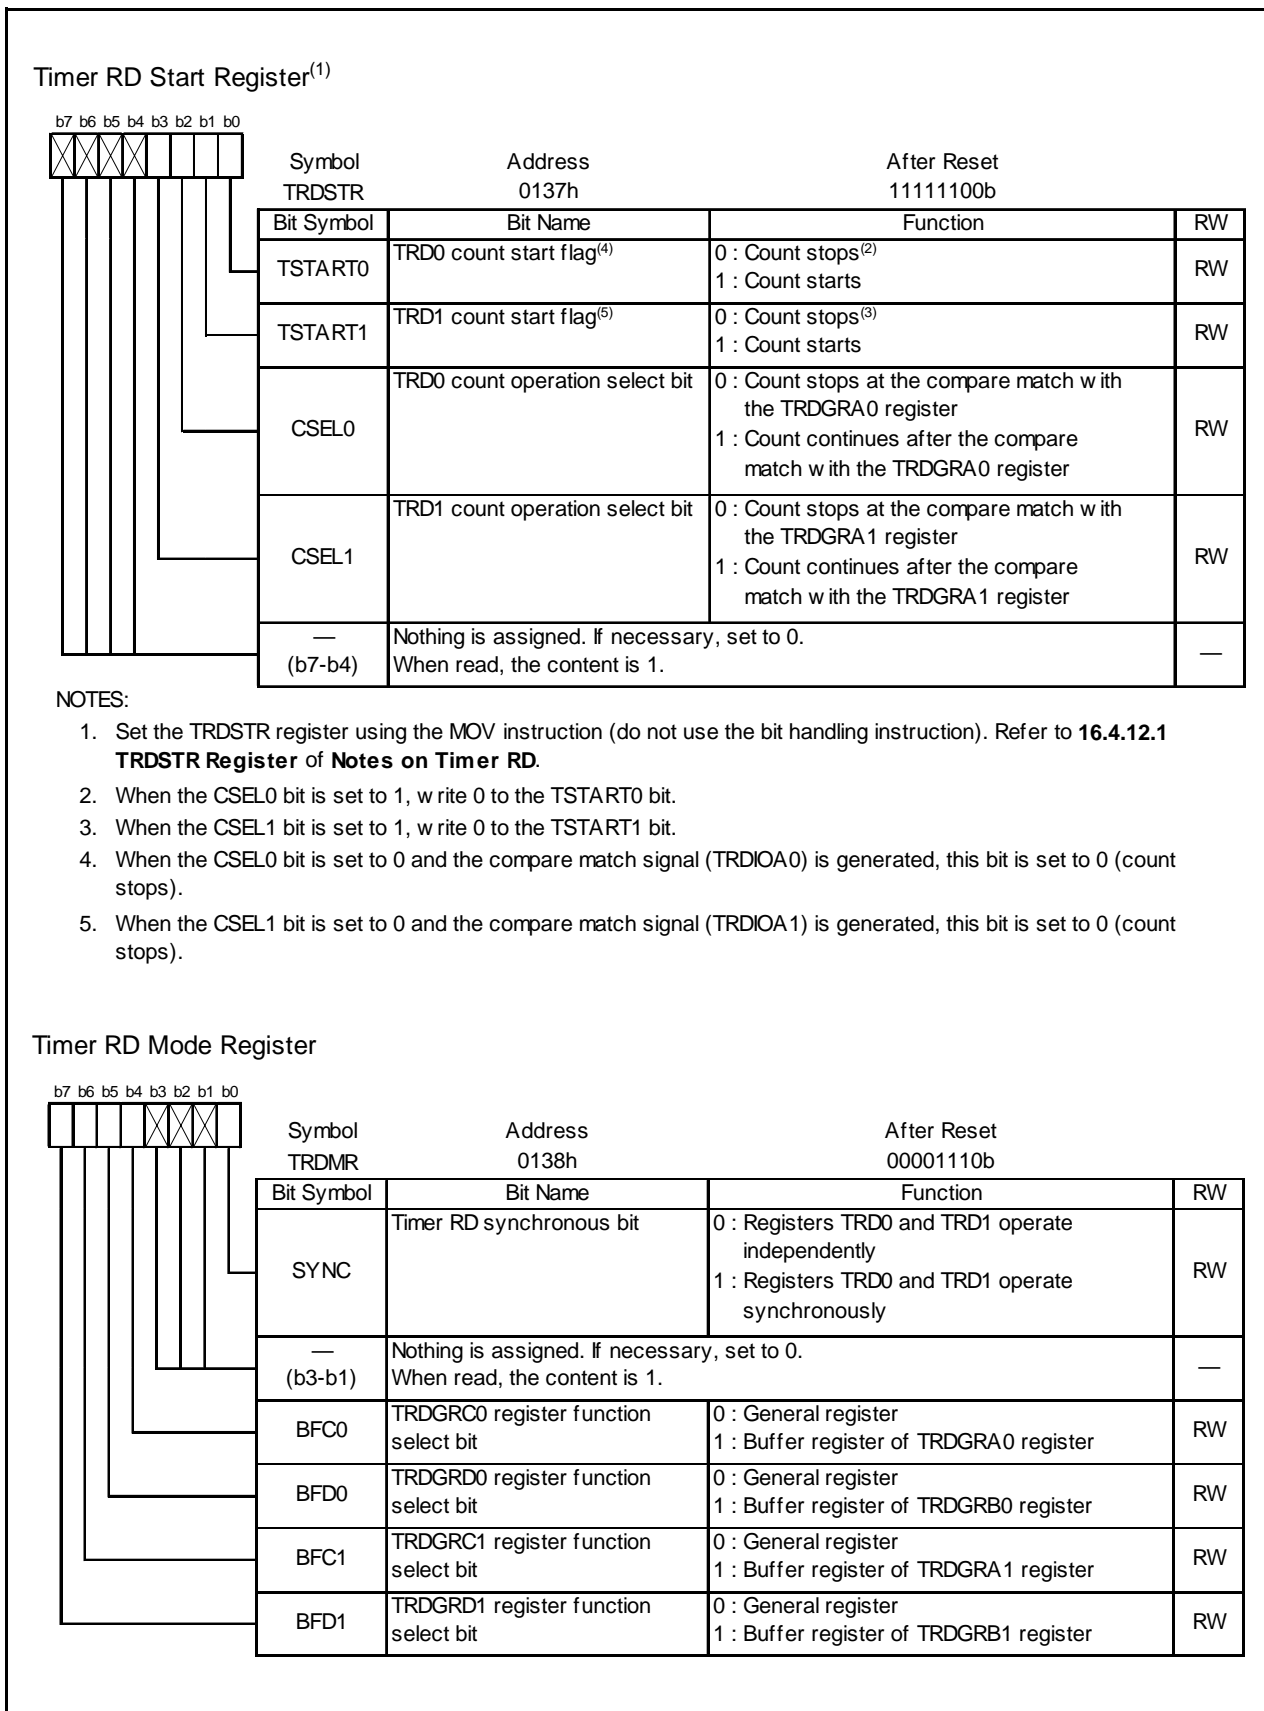 Timer RD Start Register(1)
b7 b6 b5 b4 b3 b2 b1 b0
Symbol Address After Reset
TRDSTR 0137h 11111100b
Bit Symbol Bit Name Function RW
TSTART0 TRD0 count start flag(4) 0 : Count stops(2) RW
1 : Count starts
TSTART1 TRD1 count start flag(5) 0 : Count stops(3) RW
1 : Count starts
CSEL0 TRD0 count operation select bit 0 : Count stops at the compare match with RW
the TRDGRA0 register
1 : Count continues after the compare
match with the TRDGRA0 register
CSEL1 TRD1 count operation select bit 0 : Count stops at the compare match with RW
the TRDGRA1 register
1 : Count continues after the compare
match with the TRDGRA1 register
— Nothing is assigned. If necessary, set to 0. —
(b7-b4) When read, the content is 1.
NOTES:
1. Set the TRDSTR register using the MOV instruction (do not use the bit handling instruction). Refer to 16.4.12.1
TRDSTR Register of Notes on Timer RD.
2. When the CSEL0 bit is set to 1, write 0 to the TSTART0 bit.
3. When the CSEL1 bit is set to 1, write 0 to the TSTART1 bit.
4. When the CSEL0 bit is set to 0 and the compare match signal (TRDIOA0) is generated, this bit is set to 0 (count
stops).
5. When the CSEL1 bit is set to 0 and the compare match signal (TRDIOA1) is generated, this bit is set to 0 (count
stops).
Timer RD Mode Register
b7 b6 b5 b4 b3 b2 b1 b0
Symbol Address After Reset
TRDMR 0138h 00001110b
Bit Symbol Bit Name Function RW
SYNC Timer RD synchronous bit 0 : Registers TRD0 and TRD1 operate RW
independently
1 : Registers TRD0 and TRD1 operate
synchronously
— Nothing is assigned. If necessary, set to 0. —
(b3-b1) When read, the content is 1.
BFC0 TRDGRC0 register function 0 : General register RW
select bit 1 : Buffer register of TRDGRA0 register
BFD0 TRDGRD0 register function 0 : General register RW
select bit 1 : Buffer register of TRDGRB0 register
BFC1 TRDGRC1 register function 0 : General register RW
select bit 1 : Buffer register of TRDGRA1 register
BFD1 TRDGRD1 register function 0 : General register RW
select bit 1 : Buffer register of TRDGRB1 register